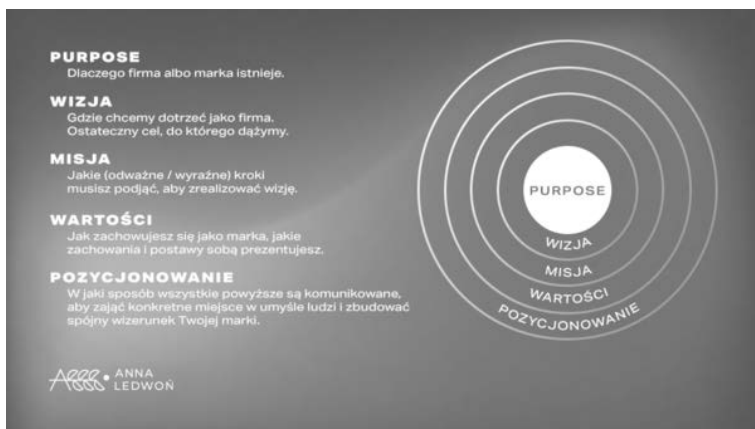 PURPOSE
Dlaczego firma albo marka istnieje.
WIZJA
Gdzie chcemy dotrzeć jako firma.
Ostateczny cel, do którego dążymy.
MISJA
Jakie (odważne / wyraźne) kroki
musisz podjąć, aby zrealizować wizję.
WARTOŚCI
Jak zachowujesz się jako marka, jakie
zachowania i postawy sobą prezentujesz.
POZYCJONOWANIE
W jaki sposób wszystkie powyższe są komunikowane,
aby zająć konkretne miejsce w umyśle ludzi i zbudować
spójny wizerunek Twojej marki.
ANNA
LEDWOŃ
PURPOSE
WIZJA
MISJA
WARTOŚCI
POZYCJONOWANIE